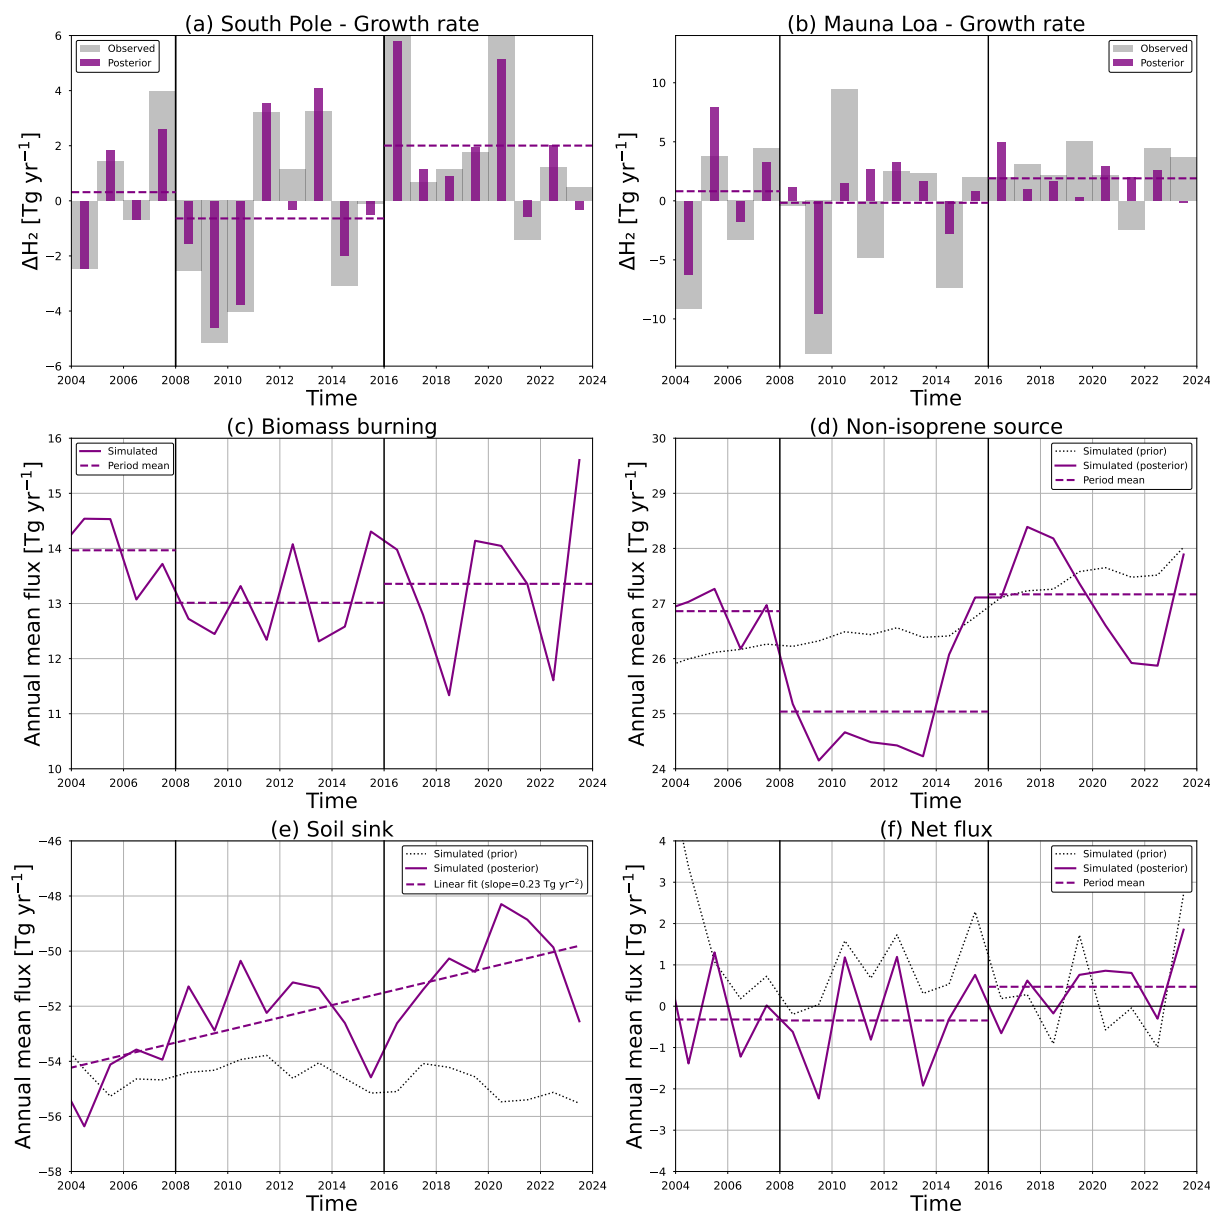 (a) South Pole - Growth rate
Observed
Posterior
ΔH₂ [Tg yr⁻¹]
6
4
2
0
−2
−4
−6
2004 2006 2008 2010 2012 2014 2016 2018 2020 2022 2024
Time
(b) Mauna Loa - Growth rate
Observed
Posterior
ΔH₂ [Tg yr⁻¹]
10
5
0
−5
−10
2004 2006 2008 2010 2012 2014 2016 2018 2020 2022 2024
Time
(c) Biomass burning
Simulated
Period mean
Annual mean flux [Tg yr⁻¹]
16
15
14
13
12
11
10
2004 2006 2008 2010 2012 2014 2016 2018 2020 2022 2024
Time
(d) Non-isoprene source
Simulated (prior)
Simulated (posterior)
Period mean
Annual mean flux [Tg yr⁻¹]
30
29
28
27
26
25
24
2004 2006 2008 2010 2012 2014 2016 2018 2020 2022 2024
Time
(e) Soil sink
Simulated (prior)
Simulated (posterior)
Linear fit (slope=0.23 Tg yr⁻²)
Annual mean flux [Tg yr⁻¹]
−46
−48
−50
−52
−54
−56
−58
2004 2006 2008 2010 2012 2014 2016 2018 2020 2022 2024
Time
(f) Net flux
Simulated (prior)
Simulated (posterior)
Period mean
Annual mean flux [Tg yr⁻¹]
4
3
2
1
0
−1
−2
−3
−4
2004 2006 2008 2010 2012 2014 2016 2018 2020 2022 2024
Time